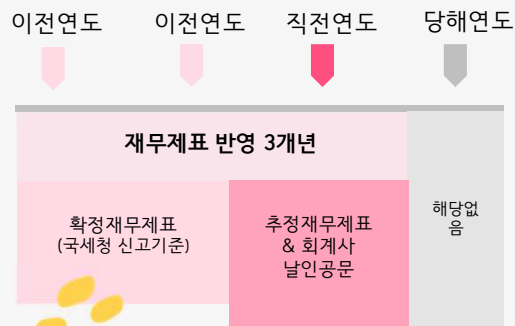 이전연도 이전연도 직전연도 당해연도
재무제표 반영 3개년
확정재무제표
(국세청 신고기준)
추정재무제표
& 회계사
날인공문
해당없
음